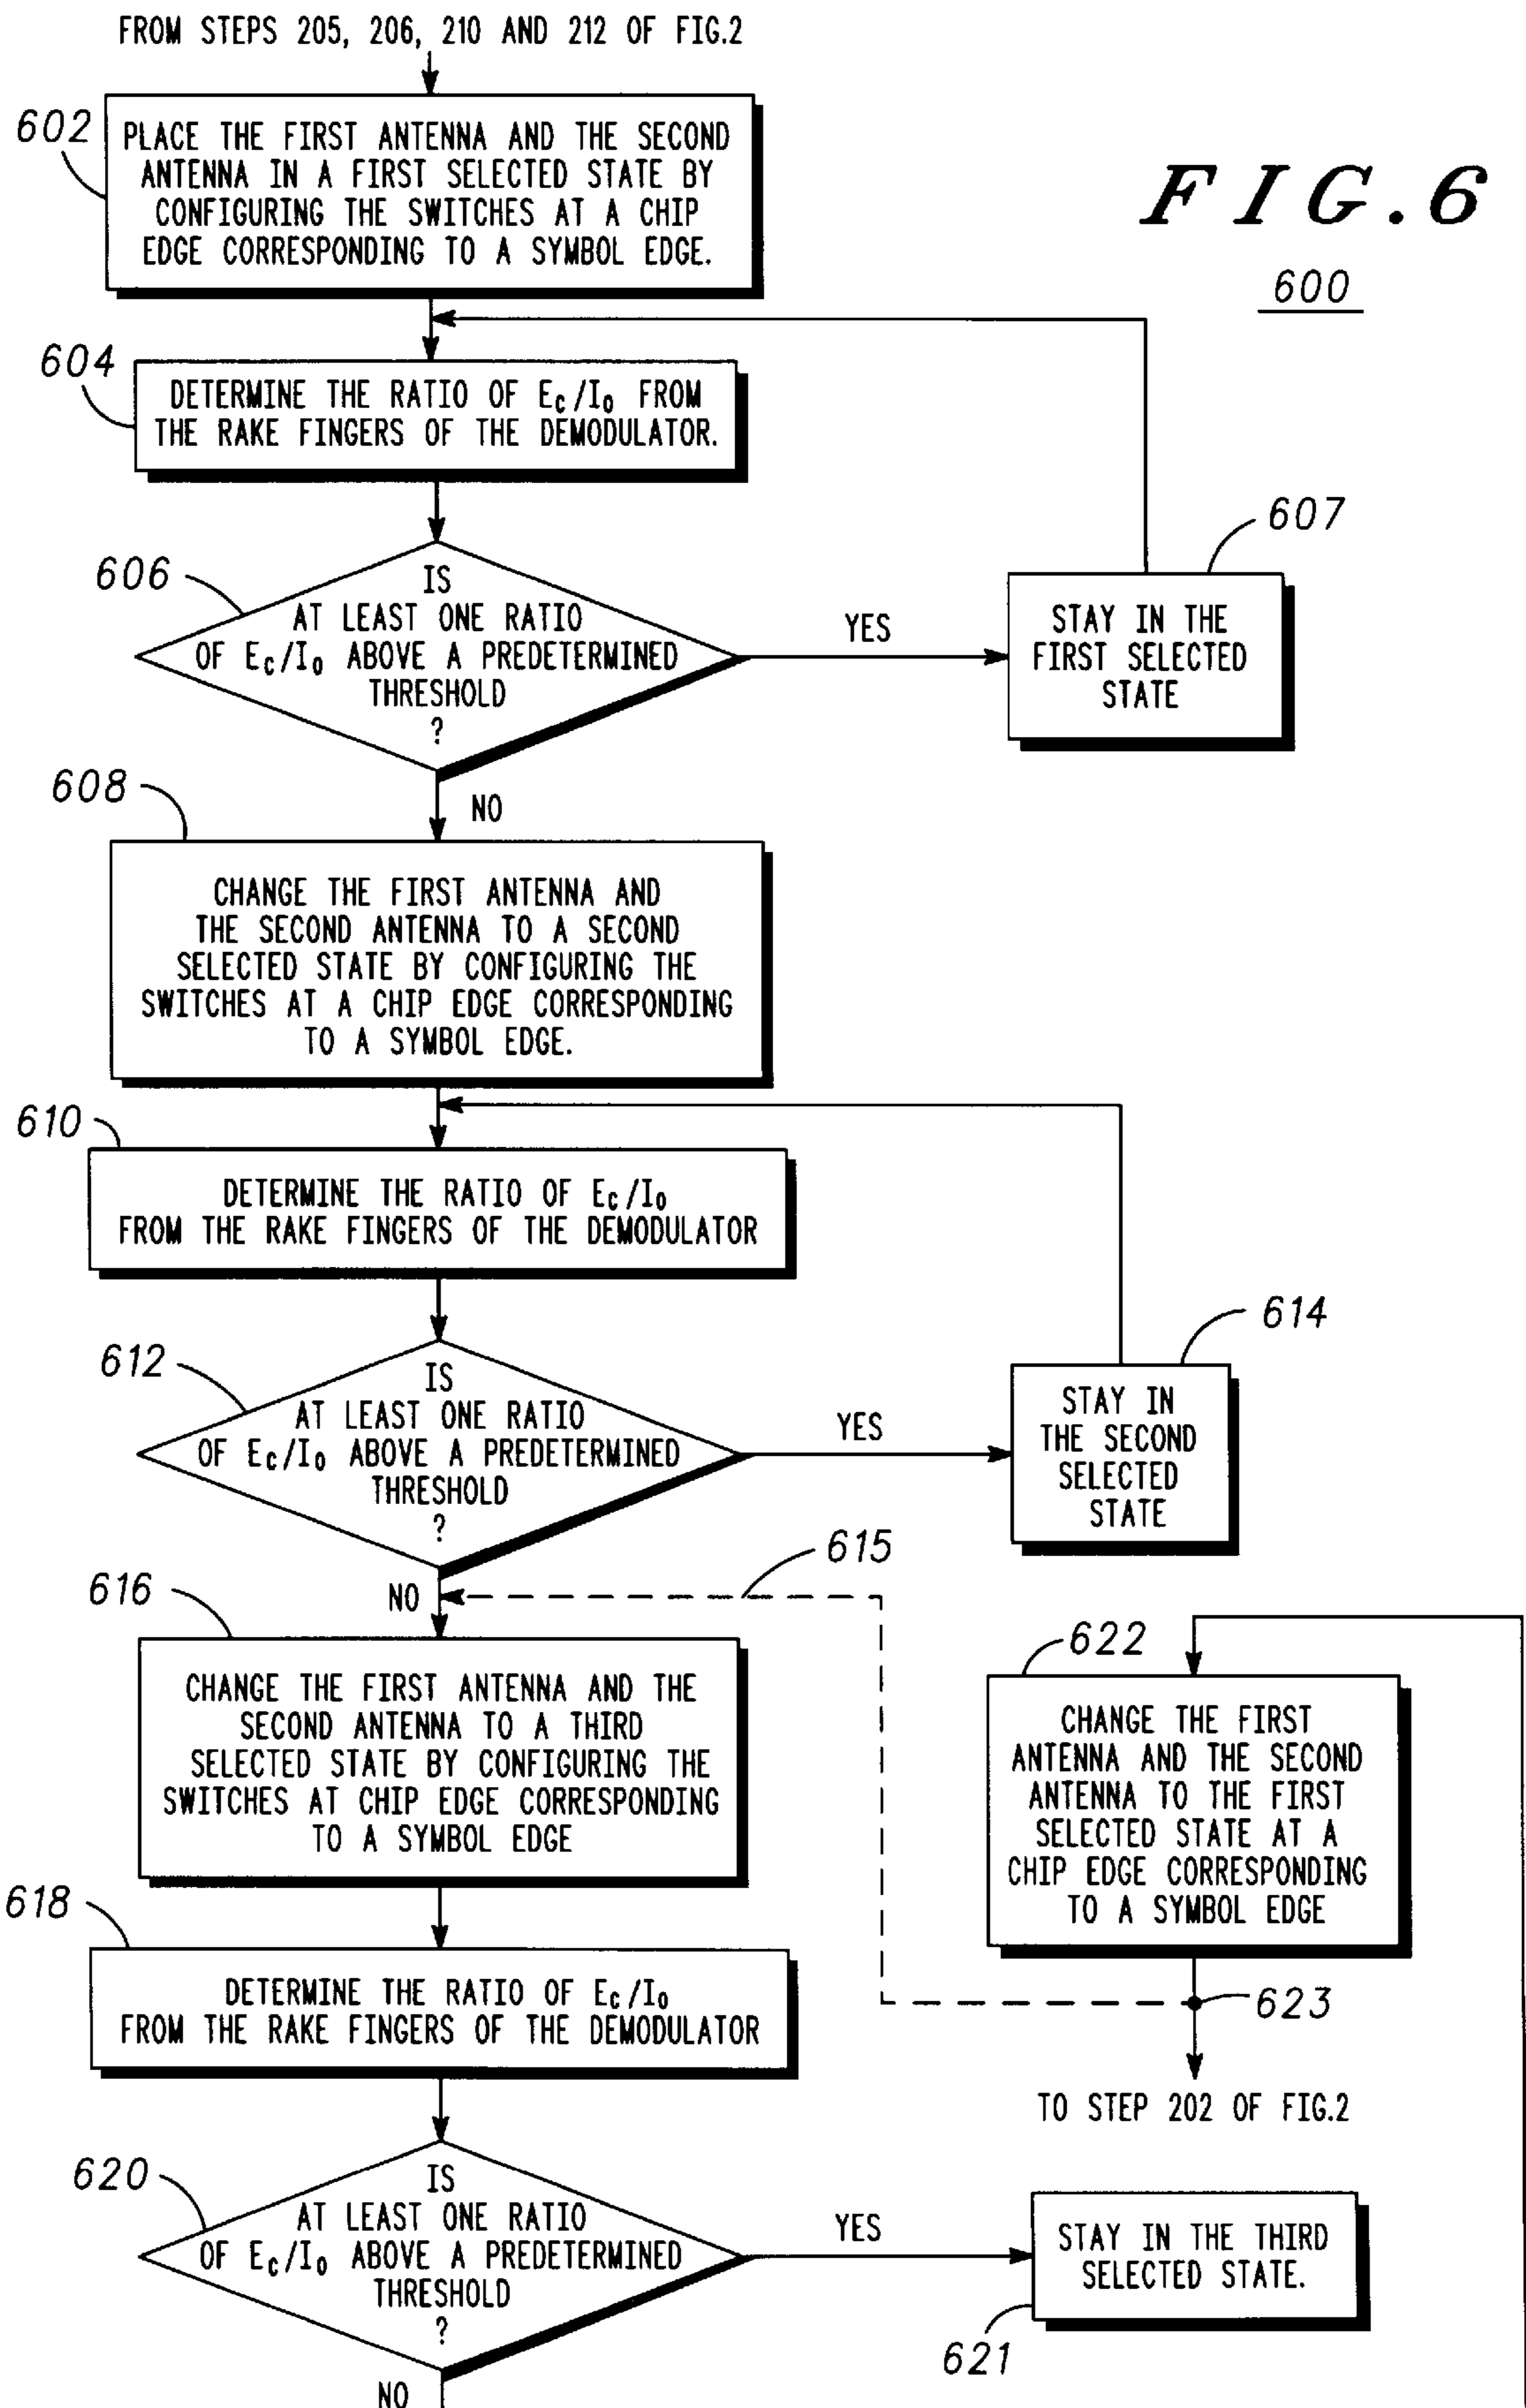 FROM STEPS 205, 206, 210 AND 212 OF FIG.2
FIG.6
600
602
PLACE THE FIRST ANTENNA AND THE SECOND
ANTENNA IN A FIRST SELECTED STATE BY
CONFIGURING THE SWITCHES AT A CHIP
EDGE CORRESPONDING TO A SYMBOL EDGE.
604
DETERMINE THE RATIO OF Ec/I0 FROM
THE RAKE FINGERS OF THE DEMODULATOR.
606
IS
AT LEAST ONE RATIO
OF Ec/I0 ABOVE A PREDETERMINED
THRESHOLD
?
YES
607
STAY IN THE
FIRST SELECTED
STATE
NO
608
CHANGE THE FIRST ANTENNA AND
THE SECOND ANTENNA TO A SECOND
SELECTED STATE BY CONFIGURING THE
SWITCHES AT A CHIP EDGE CORRESPONDING
TO A SYMBOL EDGE.
610
DETERMINE THE RATIO OF Ec/I0
FROM THE RAKE FINGERS OF THE DEMODULATOR
612
IS
AT LEAST ONE RATIO
OF Ec/I0 ABOVE A PREDETERMINED
THRESHOLD
?
YES
614
STAY IN
THE SECOND
SELECTED
STATE
NO
615
616
CHANGE THE FIRST ANTENNA AND THE
SECOND ANTENNA TO A THIRD
SELECTED STATE BY CONFIGURING THE
SWITCHES AT CHIP EDGE CORRESPONDING
TO A SYMBOL EDGE
622
CHANGE THE FIRST
ANTENNA AND THE SECOND
ANTENNA TO THE FIRST
SELECTED STATE AT A
CHIP EDGE CORRESPONDING
TO A SYMBOL EDGE
623
TO STEP 202 OF FIG.2
618
DETERMINE THE RATIO OF Ec/I0
FROM THE RAKE FINGERS OF THE DEMODULATOR
620
IS
AT LEAST ONE RATIO
OF Ec/I0 ABOVE A PREDETERMINED
THRESHOLD
?
YES
STAY IN THE THIRD
SELECTED STATE.
621
NO